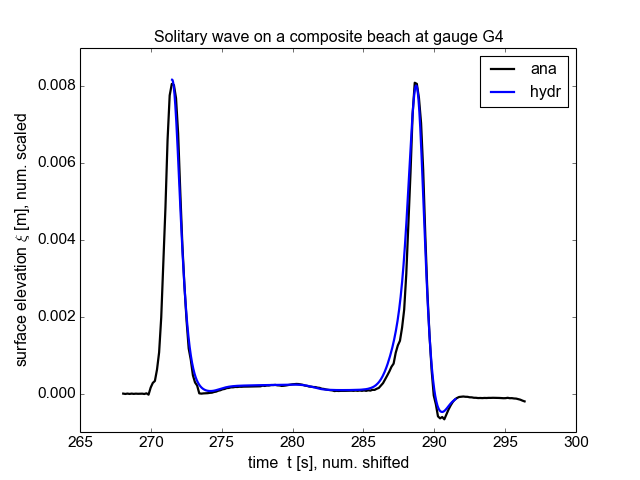 Solitary wave on a composite beach at gauge G4
ana
hydr
surface elevation ξ [m], num. scaled
0.008
0.006
0.004
0.002
0.000
265 270 275 280 285 290 295 300
time t [s], num. shifted